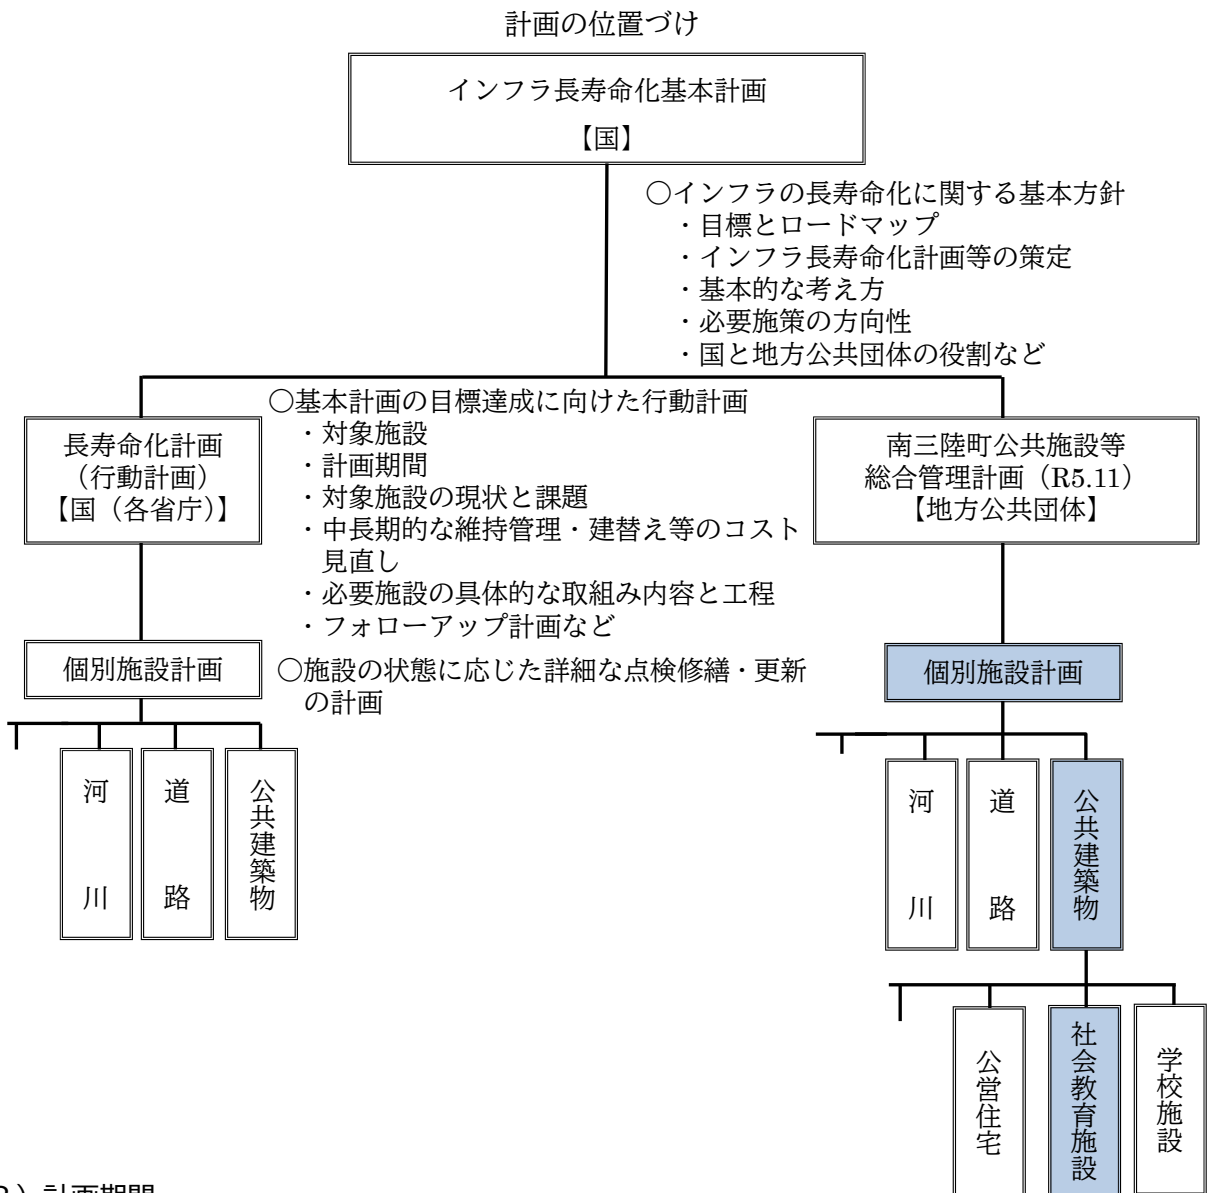 計画の位置づけ
インフラ長寿命化基本計画
【国】
〇インフラの長寿命化に関する基本方針
・目標とロードマップ
・インフラ長寿命化計画等の策定
・基本的な考え方
・必要施策の方向性
・国と地方公共団体の役割など
長寿命化計画
（行動計画）
【国（各省庁）】
〇基本計画の目標達成に向けた行動計画
・対象施設
・計画期間
・対象施設の現状と課題
・中長期的な維持管理・建替え等のコスト
見直し
・必要施設の具体的な取組み内容と工程
・フォローアップ計画など
南三陸町公共施設等
総合管理計画（R5.11）
【地方公共団体】
個別施設計画
〇施設の状態に応じた詳細な点検修繕・更新
の計画
個別施設計画
河川
道路
公共建築物
河川
道路
公共建築物
公営住宅
社会教育施設
学校施設
）計画期間